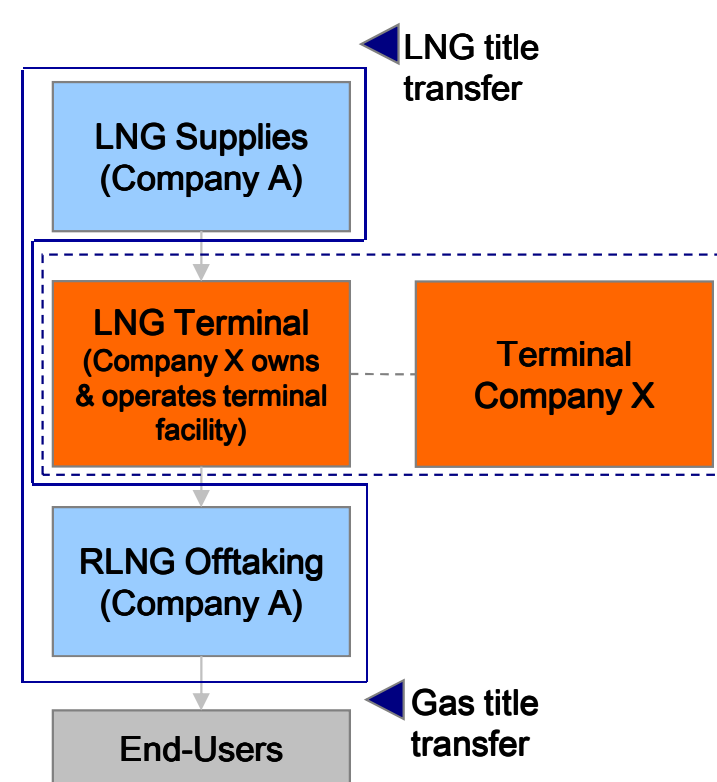 LNG title
transfer
LNG Supplies
(Company A)
LNG Terminal
(Company X owns
& operates terminal
facility)
Terminal
Company X
RLNG Offtaking
(Company A)
Gas title
transfer
End-Users